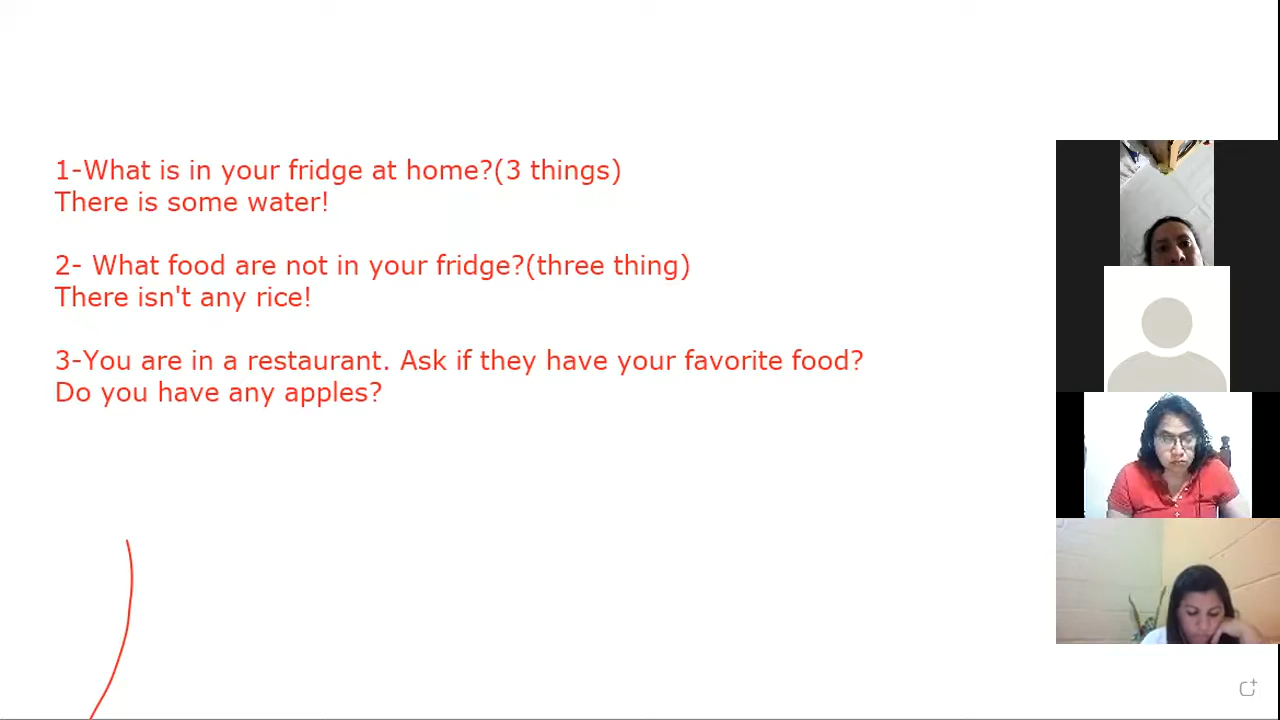 1-What is in your fridge at home?(3 things)
There is some water!
2- What food are not in your fridge?(three thing)
There isn't any rice!
3-You are in a restaurant. Ask if they have your favorite food?
Do you have any apples?